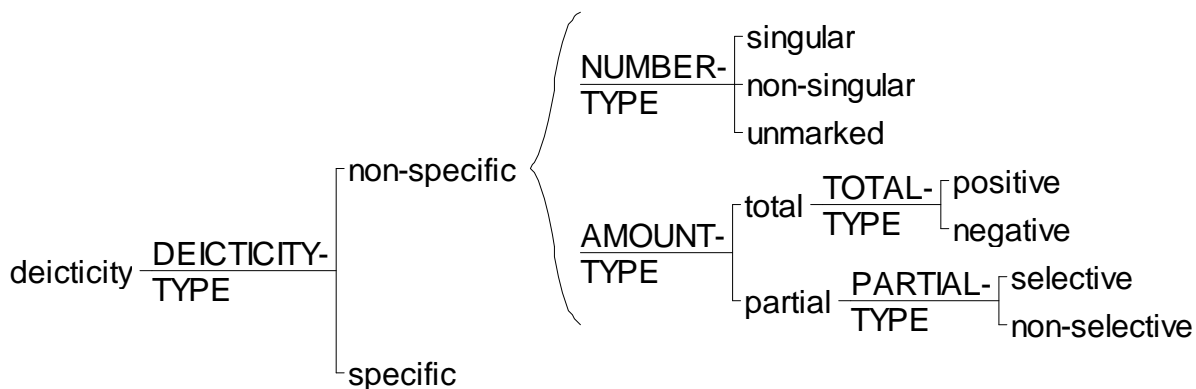 singular
NUMBER-
TYPE
non-singular
unmarked
non-specific
total
TOTAL-
TYPE
positive
negative
AMOUNT-
TYPE
deicticity
DEICTICITY-
TYPE
partial
PARTIAL-
TYPE
selective
non-selective
specific